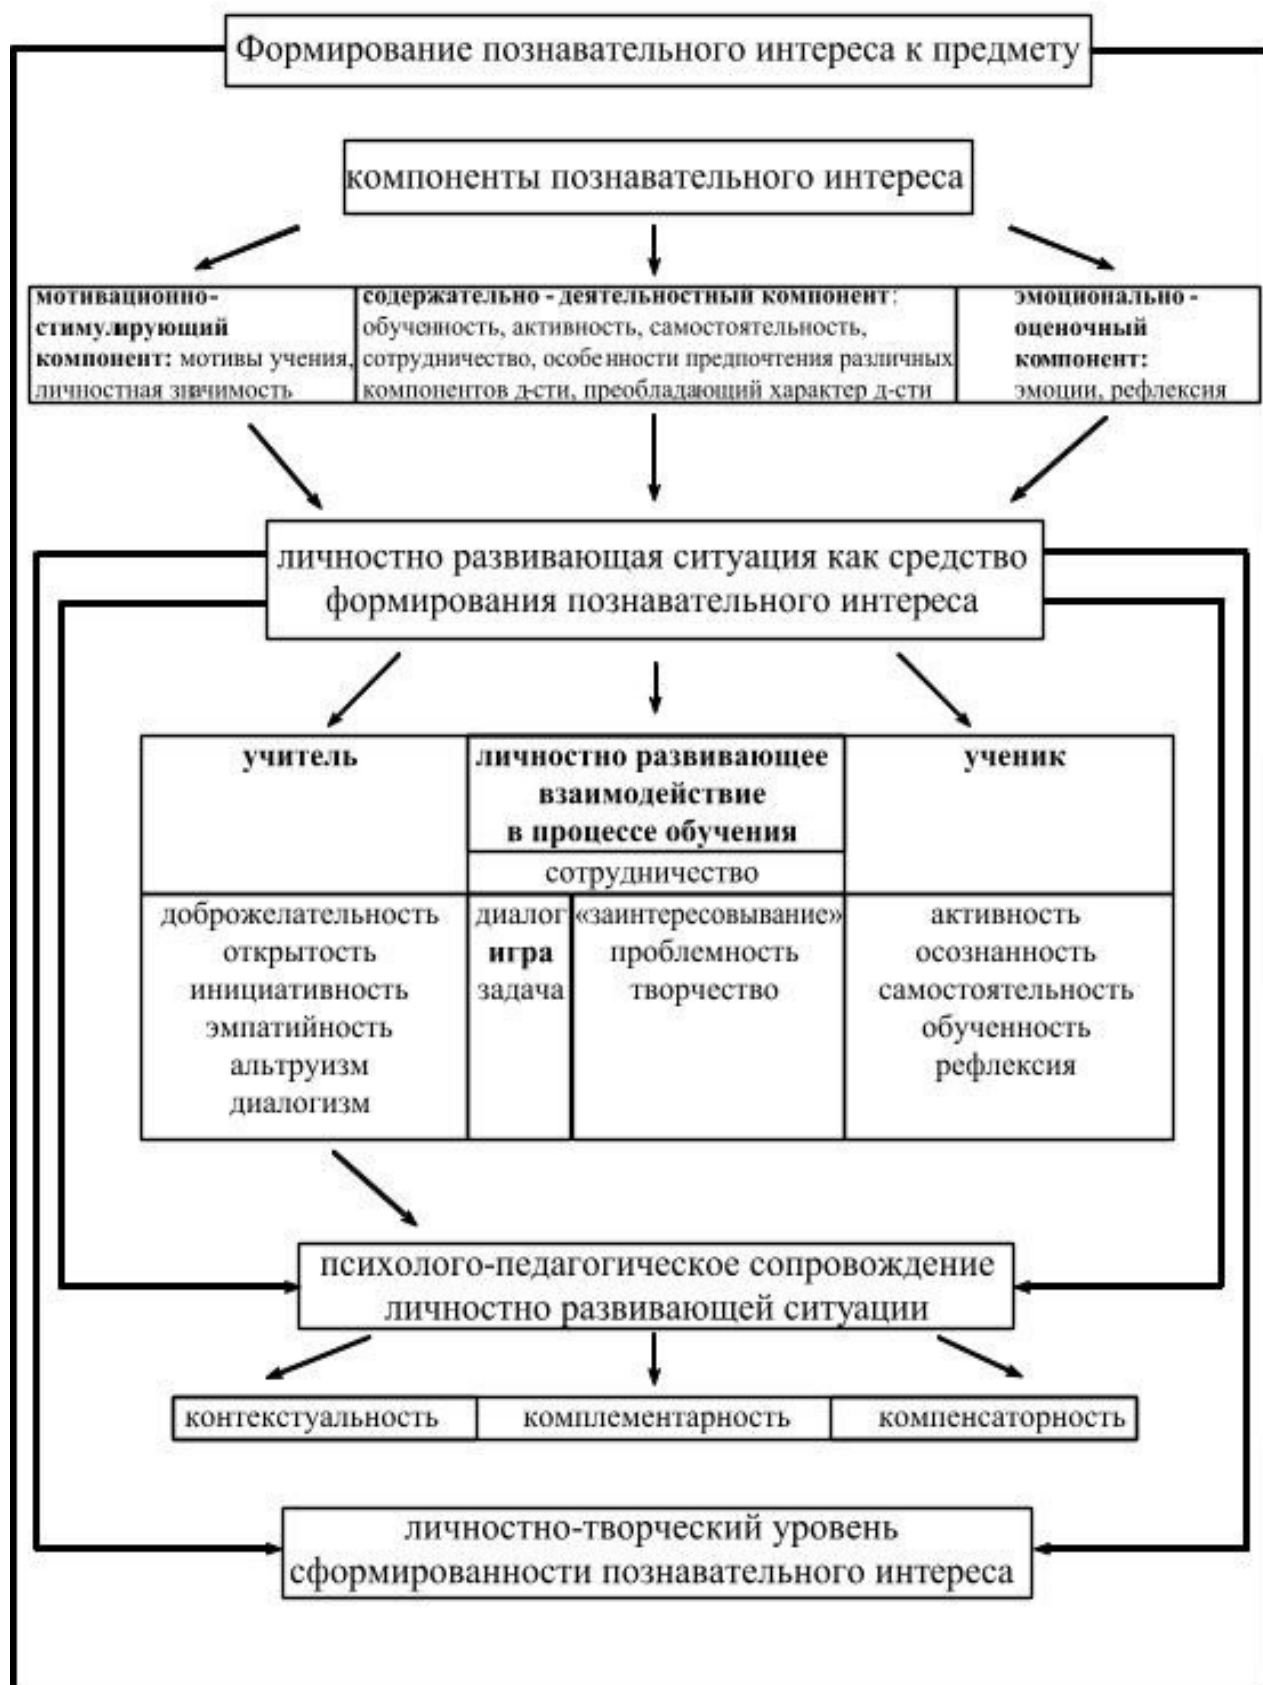 Формирование познавательного интереса к предмету
компоненты познавательного интереса
мотивационно-
стимулирующий
компонент: мотивы учения,
личностная значимость
содержательно - деятельностный компонент:
обученность, активность, самостоятельность,
сотрудничество, особенности предпочтения различных
компонентов д-сти, преобладающий характер д-сти
эмоционально -
оценочный
компонент:
эмоции, рефлексия
личностно развивающая ситуация как средство
формирования познавательного интереса
учитель
личностно развивающее
взаимодействие
в процессе обучения
сотрудничество
ученик
доброжелательность
открытость
инициативность
эмпатийность
альтруизм
диалогизм
диалог
игра
задача
«заинтересовывание»
проблемность
творчество
активность
осознанность
самостоятельность
обученность
рефлексия
психолого-педагогическое сопровождение
личностно развивающей ситуации
контекстуальность
комплементарность
компенсаторность
личностно-творческий уровень
сформированности познавательного интереса